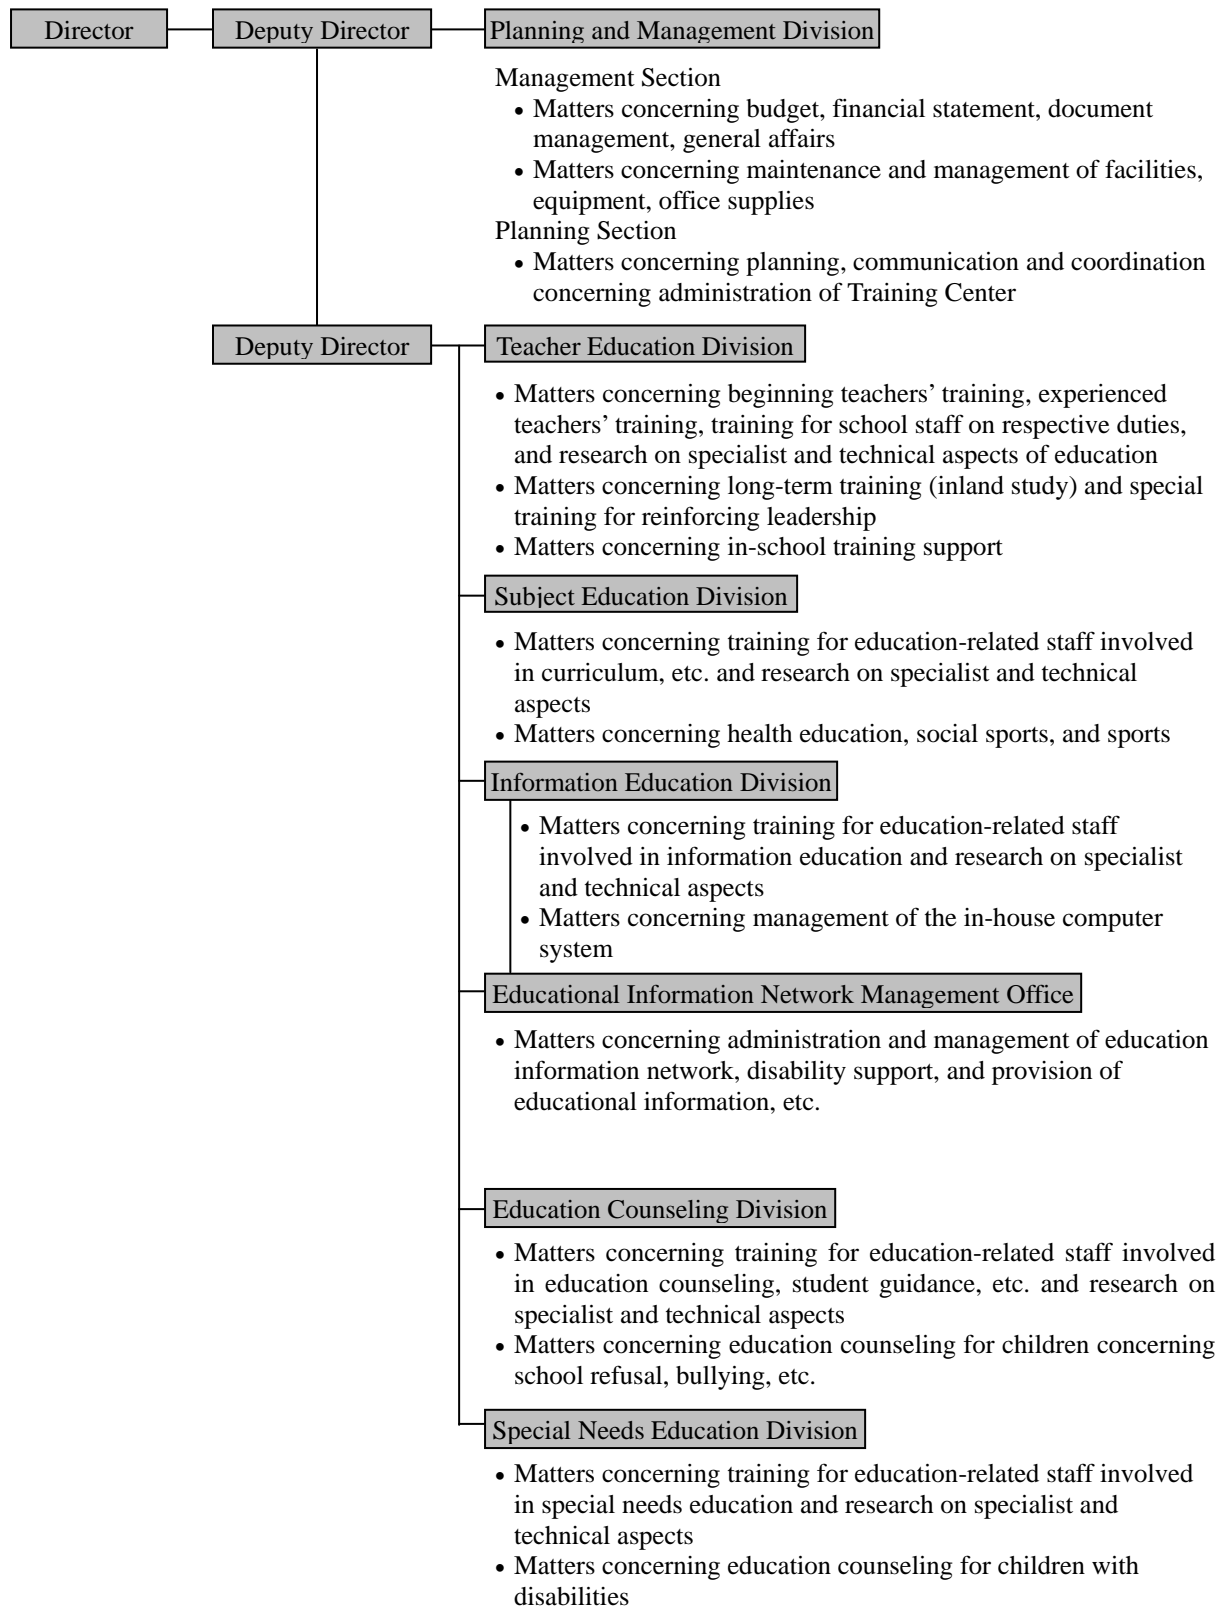 Director
Deputy Director
Planning and Management Division
Management Section
• Matters concerning budget, financial statement, document
management, general affairs
• Matters concerning maintenance and management of facilities,
equipment, office supplies
Planning Section
• Matters concerning planning, communication and coordination
concerning administration of Training Center
Deputy Director
Teacher Education Division
• Matters concerning beginning teachers’ training, experienced
teachers’ training, training for school staff on respective duties,
and research on specialist and technical aspects of education
• Matters concerning long-term training (inland study) and special
training for reinforcing leadership
• Matters concerning in-school training support
Subject Education Division
• Matters concerning training for education-related staff involved
in curriculum, etc. and research on specialist and technical
aspects
• Matters concerning health education, social sports, and sports
Information Education Division
• Matters concerning training for education-related staff
involved in information education and research on specialist
and technical aspects
• Matters concerning management of the in-house computer
system
Educational Information Network Management Office
• Matters concerning administration and management of education
information network, disability support, and provision of
educational information, etc.
Education Counseling Division
• Matters concerning training for education-related staff involved
in education counseling, student guidance, etc. and research on
specialist and technical aspects
• Matters concerning education counseling for children concerning
school refusal, bullying, etc.
Special Needs Education Division
• Matters concerning training for education-related staff involved
in special needs education and research on specialist and
technical aspects
• Matters concerning education counseling for children with
disabilities